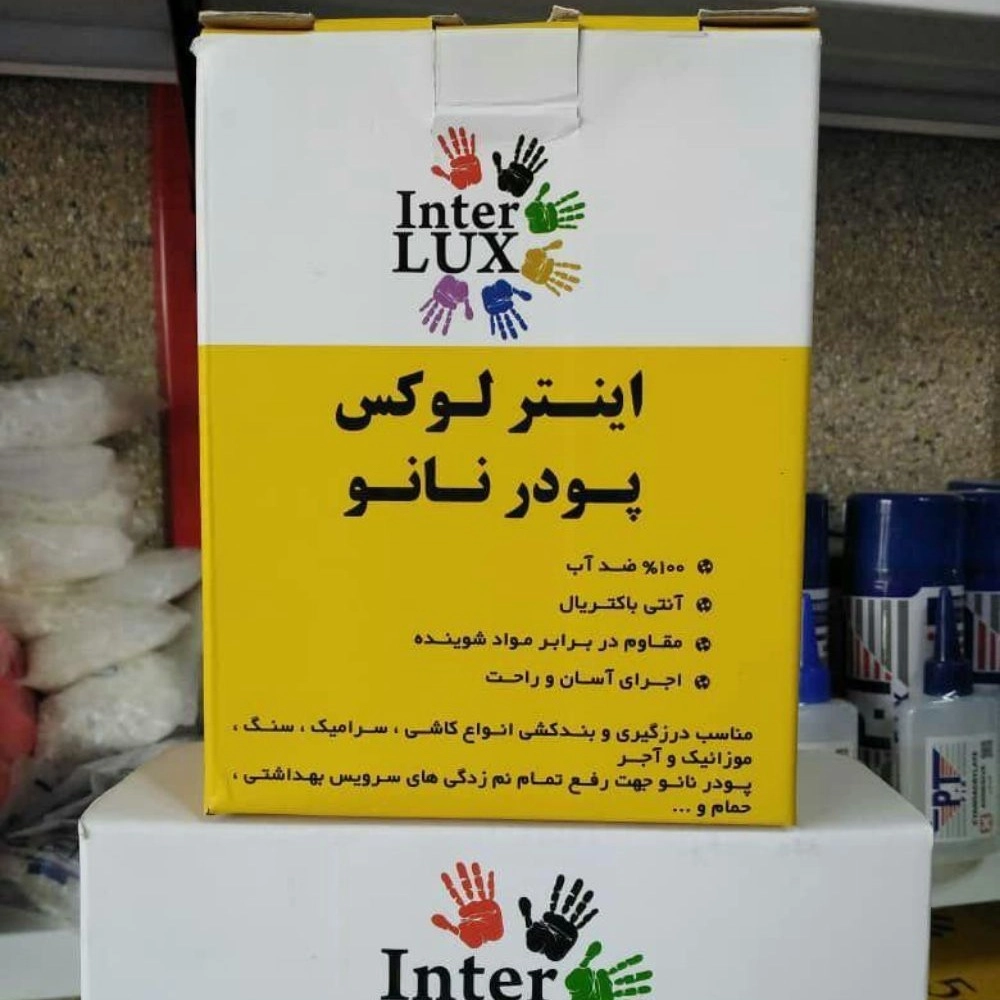 Inter
LUX
اینتر لوکس
پودر نانو
%۱۰۰ ضد آب
آنتی باکتریال
مقاوم در برابر مواد شوینده
اجرای آسان و راحت
مناسب درزگیری و بندکشی انواع کاشی ، سرامیک ، سنگ ،
موزائیک و آجر
پودر نانو جهت رفع تمام نم زدگی های سرویس بهداشتی ،
حمام و ...
Inter